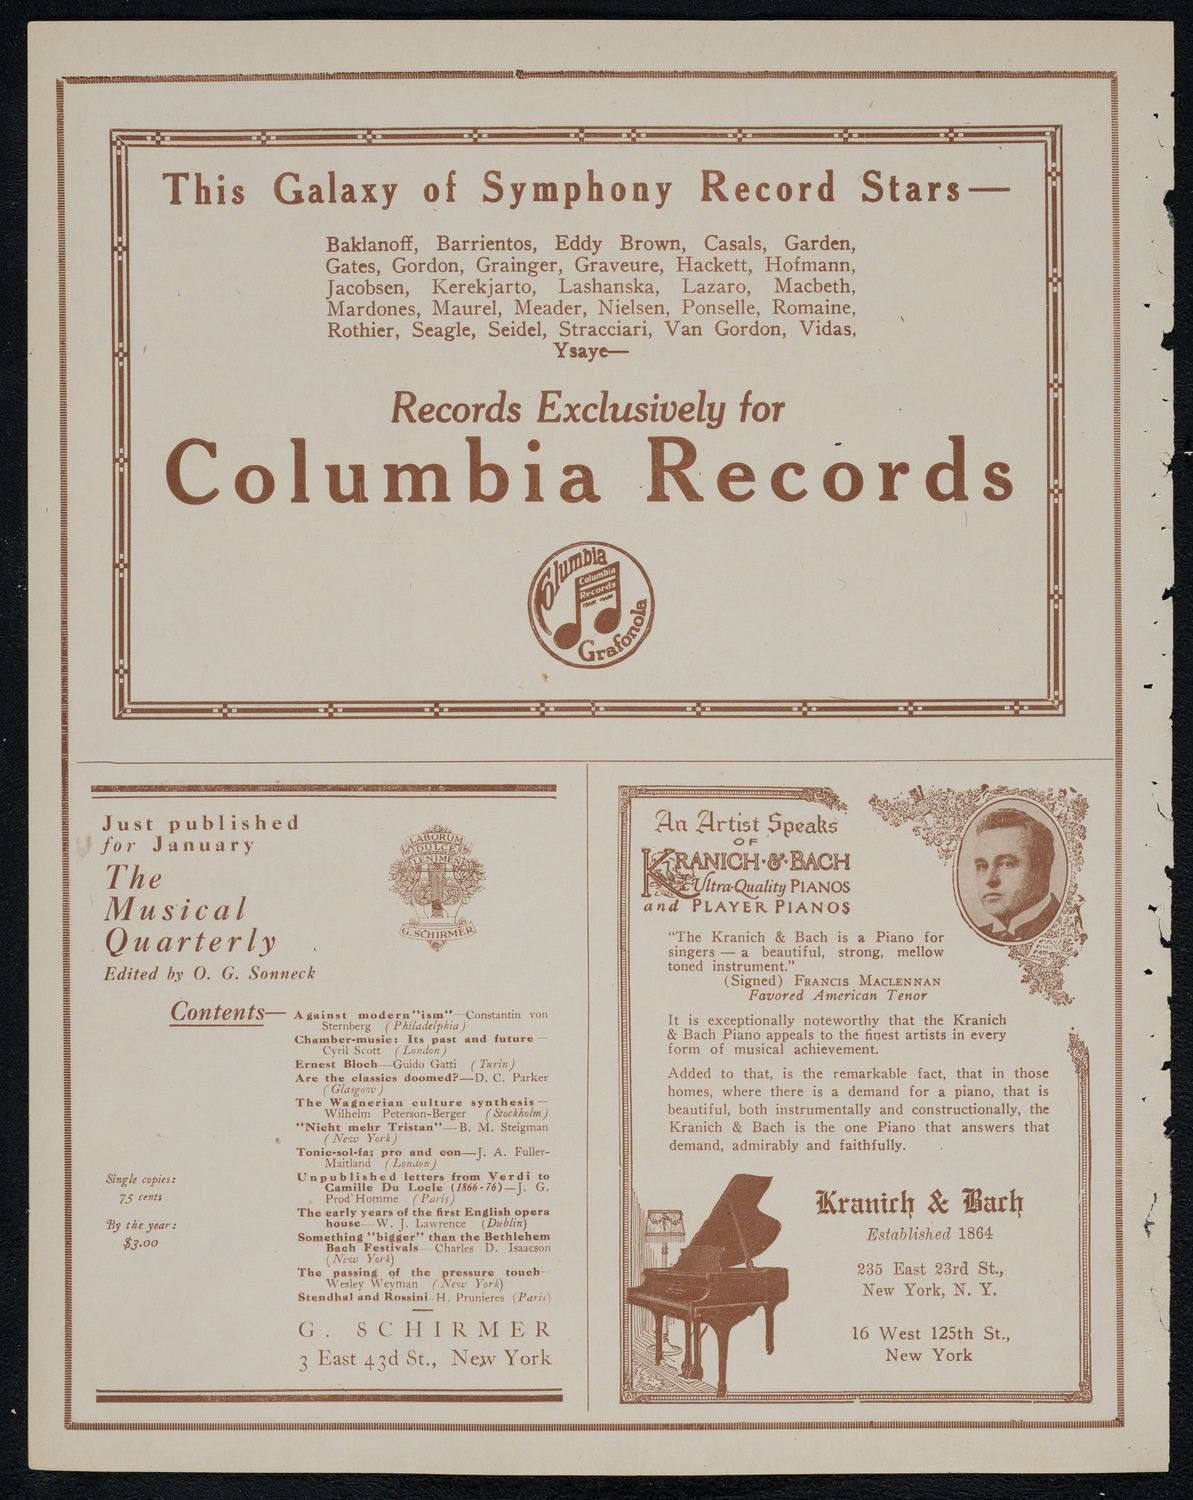 This Galaxy of Symphony Record Stars—
Baklanoff, Barrientos, Eddy Brown, Casals, Garden,
Gates, Gordon, Grainger, Graveure, Hackett, Hofmann,
Jacobsen, Kerekjarto, Lashanska, Lazaro, Macbeth,
Mardones, Maurel, Meader, Nielsen, Ponselle, Romaine,
Rothier, Seagle, Seidel, Stracciari, Van Gordon, Vidas,
Ysaye—
Records Exclusively for
Columbia Records
Columbia
Columbia
Records
TRADE MARK
Grafonola
Just published
for January
The
Musical
Quarterly
Edited by O. G. Sonneck
LABORUM
DULCE
LENIMEN
G. SCHIRMER
Contents—
Against modern "ism"—Constantin von
Sternberg (Philadelphia)
Chamber-music: Its past and future—
Cyril Scott (London)
Ernest Bloch—Guido Gatti (Turin)
Are the classics doomed?—D. C. Parker
(Glasgow)
The Wagnerian culture synthesis—
Wilhelm Peterson-Berger (Stockholm)
"Nicht mehr Tristan"—B. M. Steigman
(New York)
Tonic-sol-fa; pro and con—J. A. Fuller-
Maitland (London)
Unpublished letters from Verdi to
Camille Du Locle (1866-76)—J. G.
Prod'Homme (Paris)
The early years of the first English opera
house—W. J. Lawrence (Dublin)
Something "bigger" than the Bethlehem
Bach Festivals—Charles D. Isaacson
(New York)
The passing of the pressure touch—
Wesley Weyman (New York)
Stendhal and Rossini—H. Prunieres (Paris)
Single copies:
75 cents
By the year:
$3.00
G. SCHIRMER
3 East 43d St., New York
An Artist Speaks
OF
KRANICH·&·BACH
Ultra-Quality PIANOS
and PLAYER PIANOS
"The Kranich & Bach is a Piano for
singers — a beautiful, strong, mellow
toned instrument."
(Signed) FRANCIS MACLENNAN
Favored American Tenor
It is exceptionally noteworthy that the Kranich
& Bach Piano appeals to the finest artists in every
form of musical achievement.
Added to that, is the remarkable fact, that in those
homes, where there is a demand for a piano, that is
beautiful, both instrumentally and constructionally, the
Kranich & Bach is the one Piano that answers that
demand, admirably and faithfully.
Kranich & Bach
Established 1864
235 East 23rd St.,
New York, N. Y.
16 West 125th St.,
New York